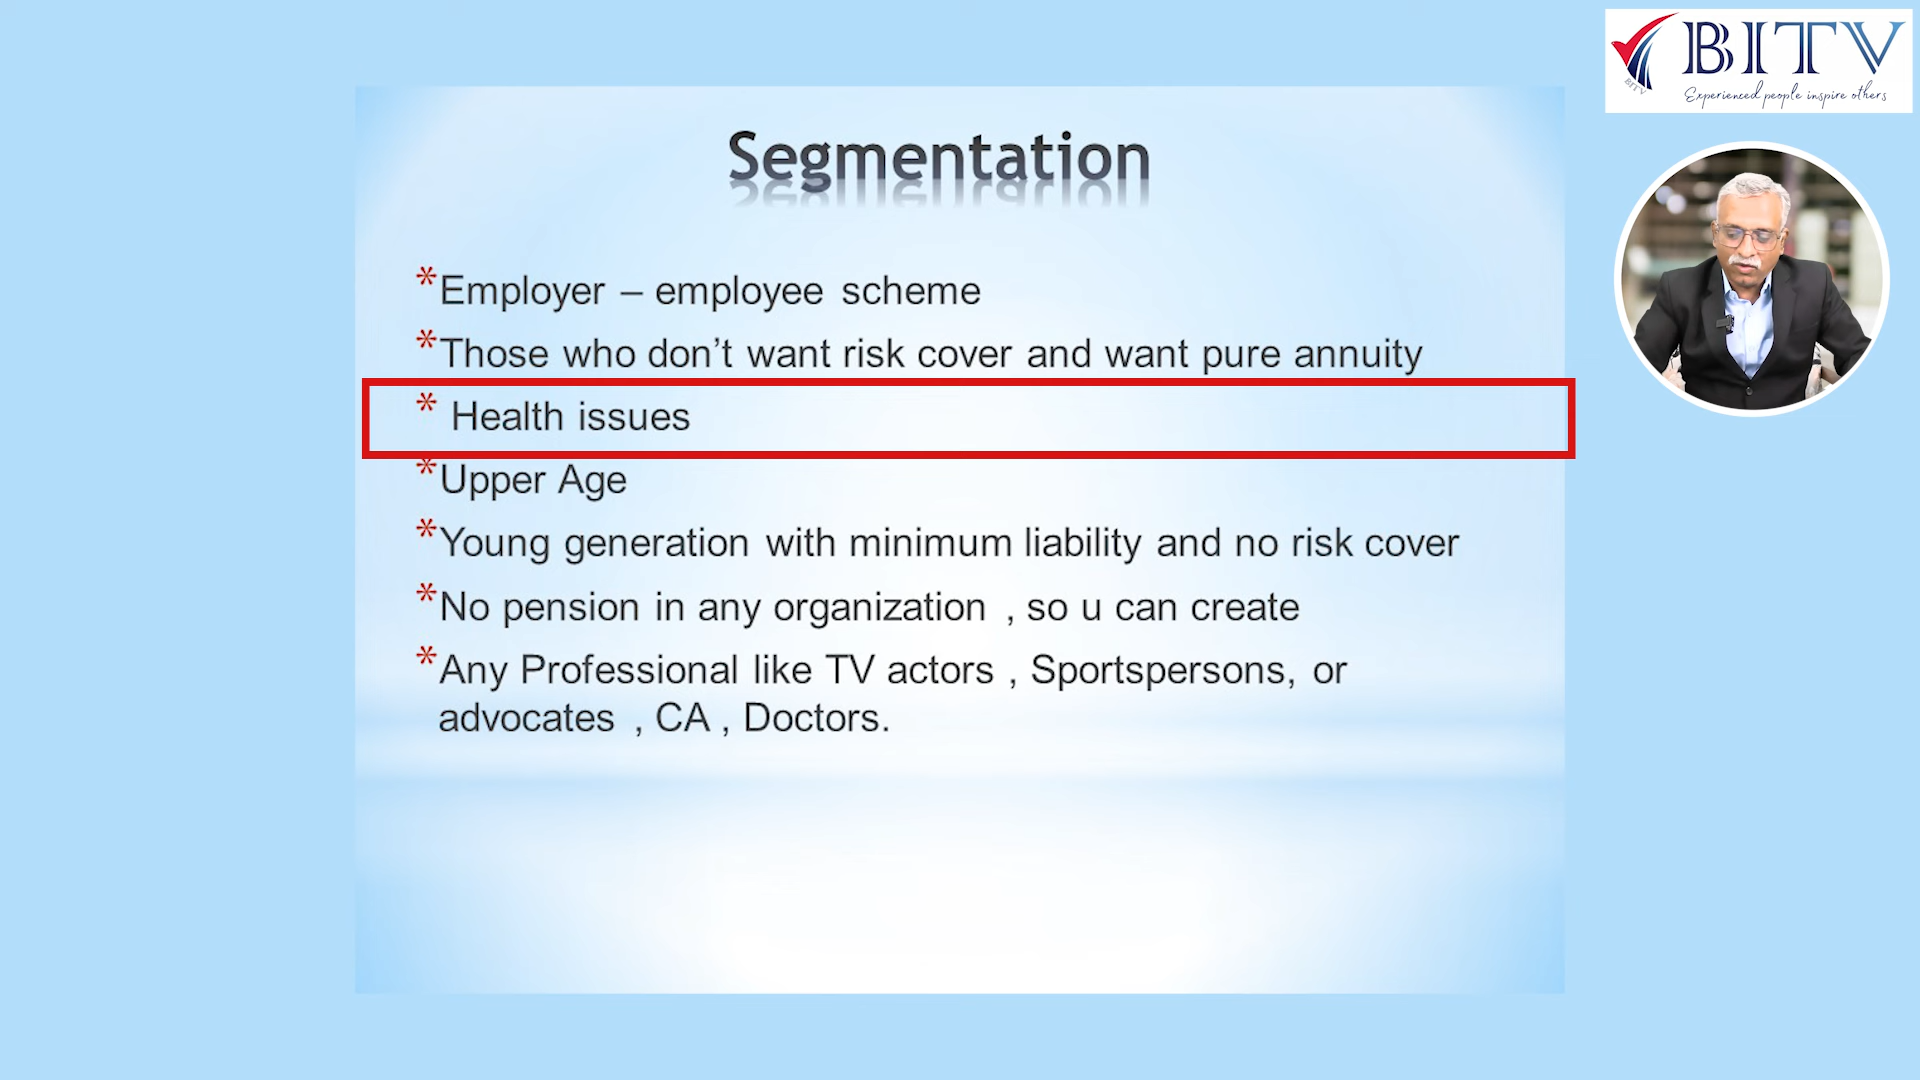 BITV
Experienced people inspire others
BITV
Segmentation
*Employer – employee scheme
*Those who don’t want risk cover and want pure annuity
* Health issues
*Upper Age
*Young generation with minimum liability and no risk cover
*No pension in any organization , so u can create
*Any Professional like TV actors , Sportspersons, or
advocates , CA , Doctors.